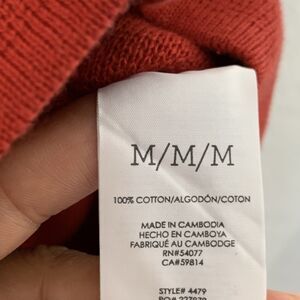 M/M/M
100% COTTON/ALGODÓN/COTON
MADE IN CAMBODIA
HECHO EN CAMBOYA
FABRIQUÉ AU CAMBODGE
RN#54077
CA#59814
STYLE# 4479